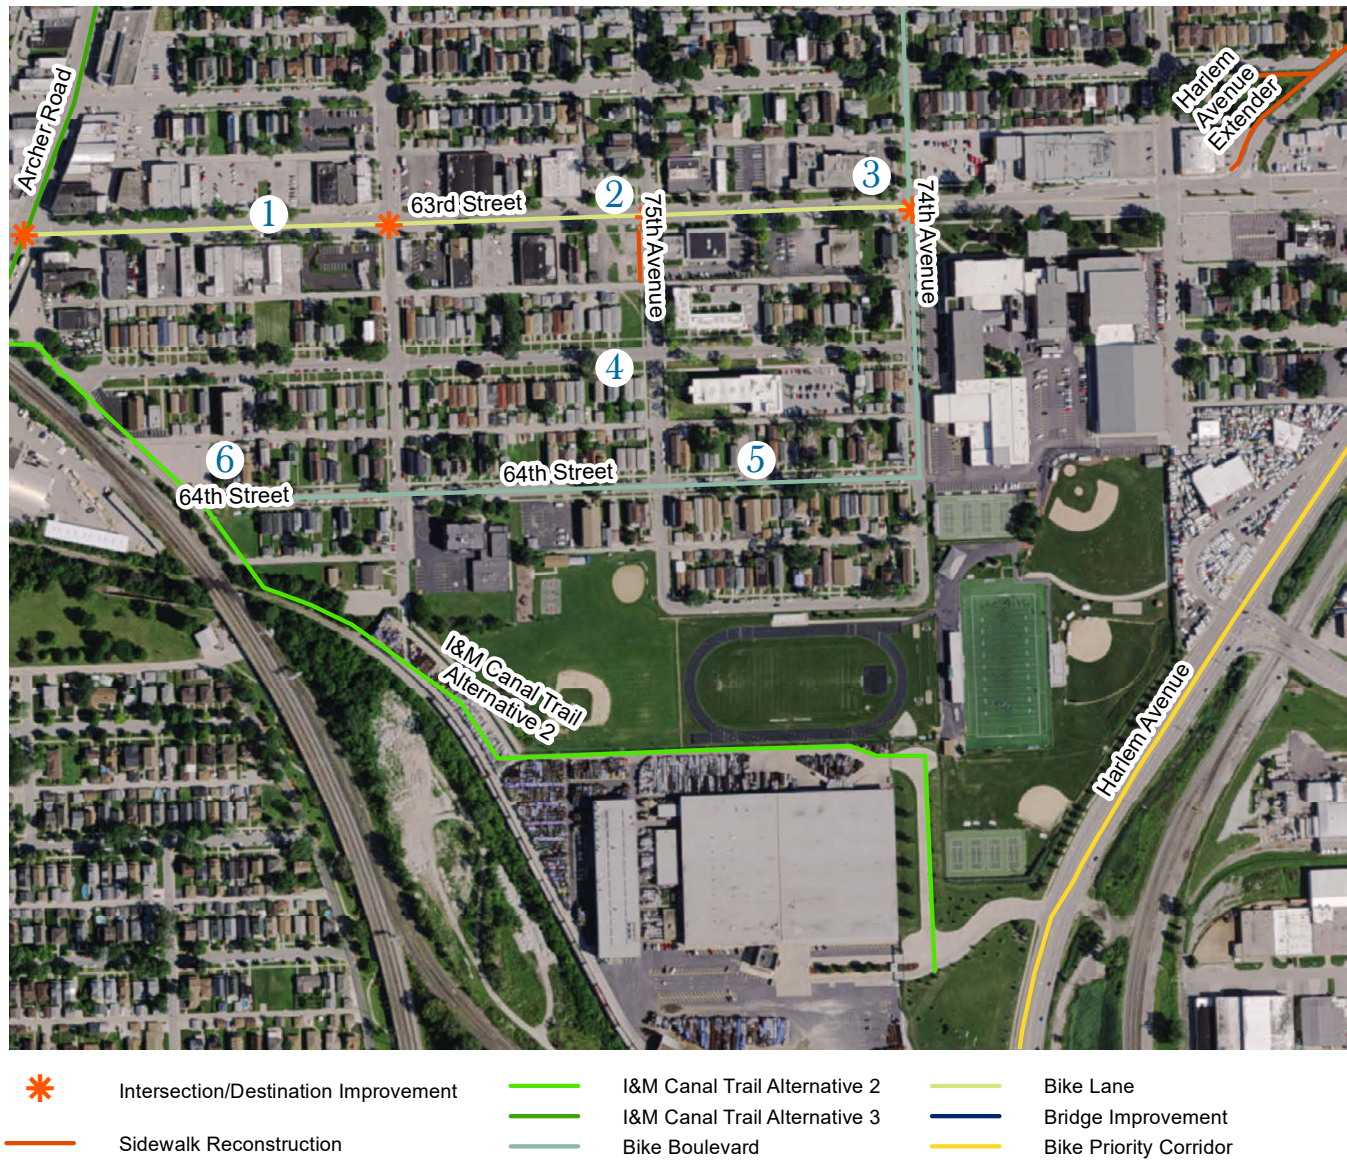 Archer Road
Harlem
Avenue
Extender
1
63rd Street
2
75th Avenue
3
74th Avenue
4
6
64th Street
64th Street
5
I&M Canal Trail
Alternative 2
Harlem Avenue
Intersection/Destination Improvement
Sidewalk Reconstruction
I&M Canal Trail Alternative 2
I&M Canal Trail Alternative 3
Bike Boulevard
Bike Lane
Bridge Improvement
Bike Priority Corridor